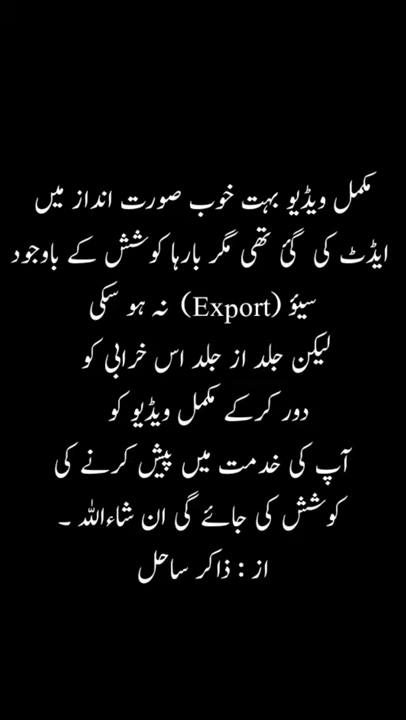 مکمل ویڈیو بہت خوب صورت انداز میں
ایڈٹ کی گئ تھی مگر بارہا کوشش کے باوجود
سیؤ (Export) نہ ہو سکی
لیکن جلد از جلد اس خرابی کو
دور کرکے مکمل ویڈیو کو
آپ کی خدمت میں پیش کرنے کی
کوشش کی جائے گی ان شاءاللہ ۔
از : ذاکر ساحل